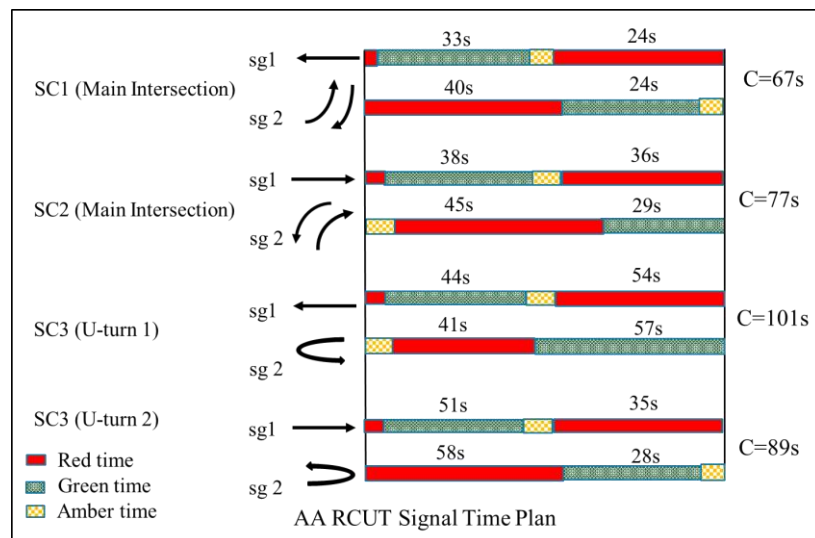 33s 24s
sg1
SC1 (Main Intersection) C=67s
40s 24s
sg 2
38s 36s
sg1
SC2 (Main Intersection) C=77s
45s 29s
sg 2
44s 54s
sg1
SC3 (U-turn 1) C=101s
41s 57s
sg 2
51s 35s
SC3 (U-turn 2)
sg1
C=89s
Red time 58s 28s
Green time sg 2
Amber time
AA RCUT Signal Time Plan